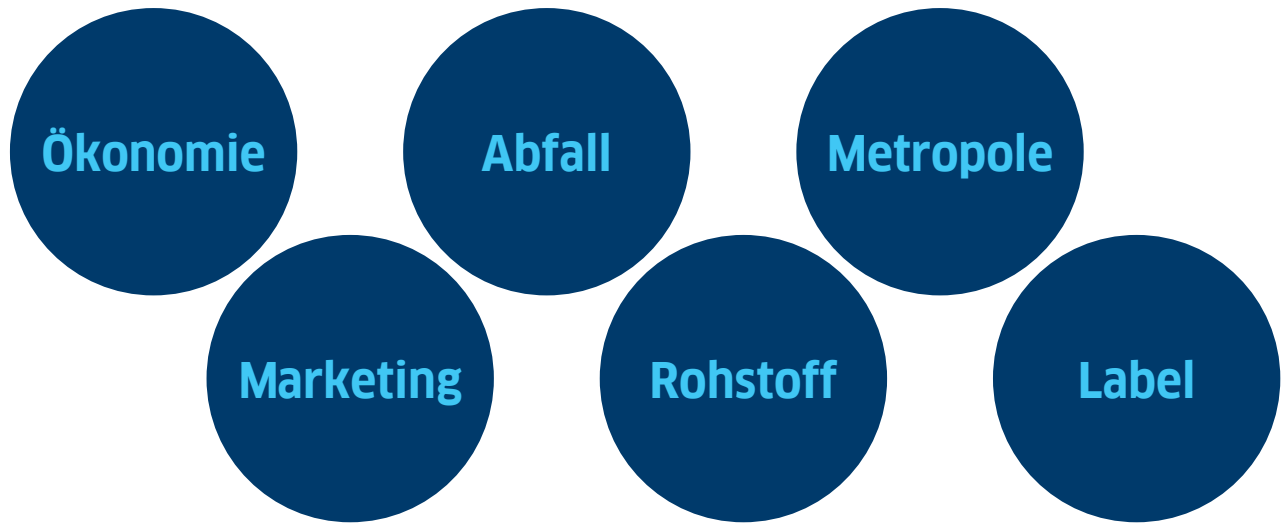 Ökonomie
Abfall
Metropole
Marketing
Rohstoff
Label